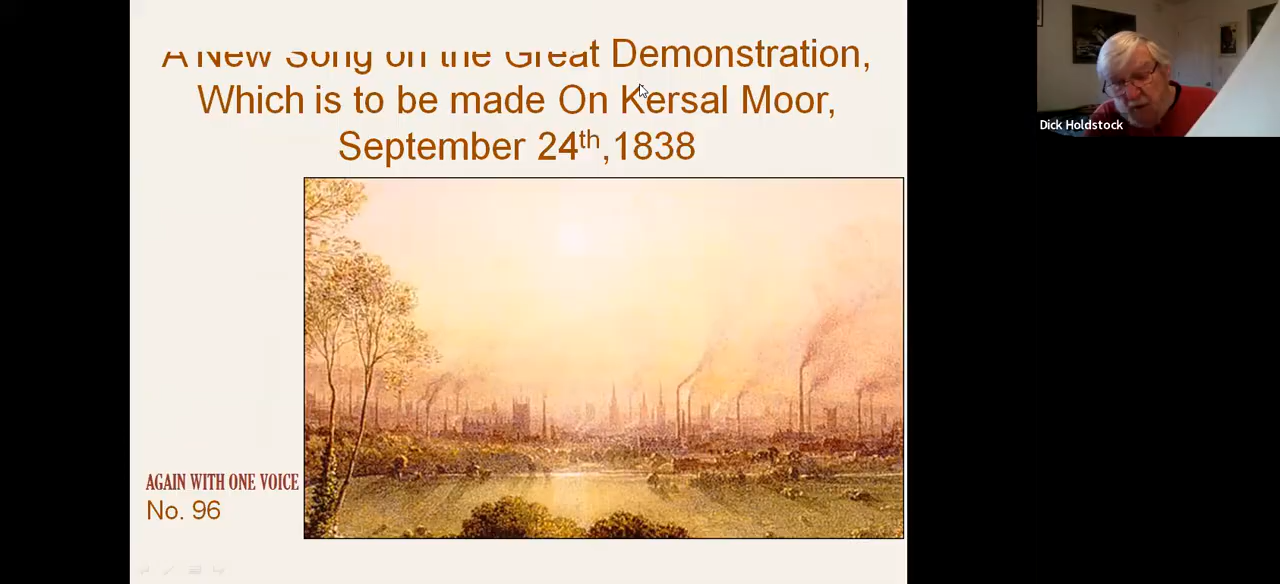 A New Song on the Great Demonstration,
Which is to be made On Kersal Moor,
September 24th,1838
Dick Holdstock
AGAIN WITH ONE VOICE
No. 96